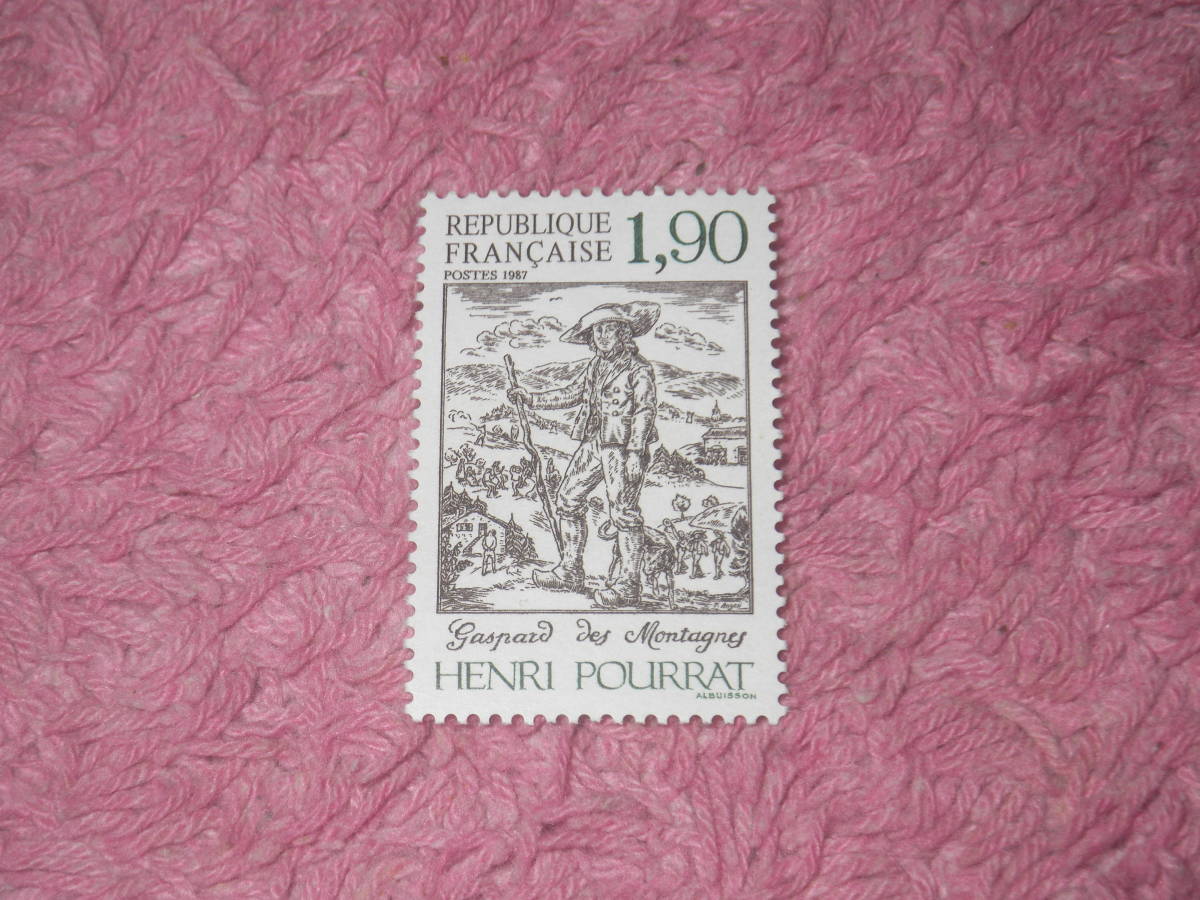 REPUBLIQUE
FRANÇAISE
1,90
POSTES 1987
Gaspard des Montagnes
HENRI POURRAT
ALBUISSON